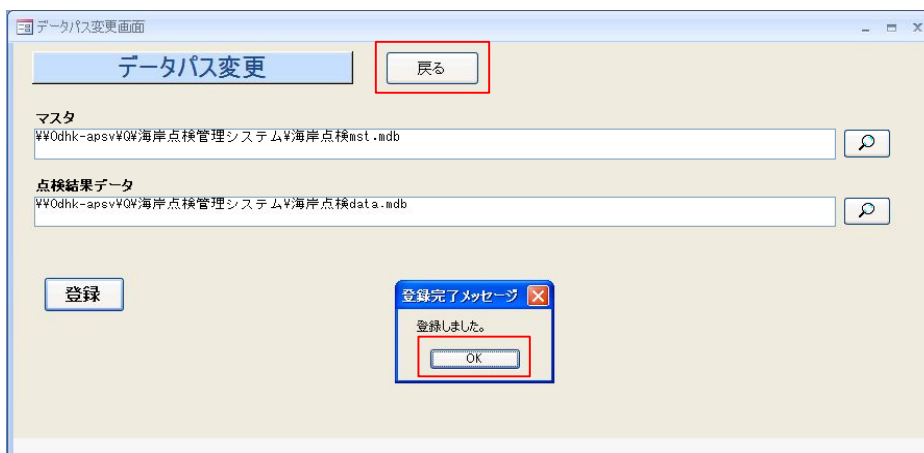 データパス変更画面
データパス変更
戻る
マスタ
¥¥Odhk-apsv¥Q¥海岸点検管理システム¥海岸点検mst.mdb
点検結果データ
¥¥Odhk-apsv¥Q¥海岸点検管理システム¥海岸点検data.mdb
登録
登録完了メッセージ
登録しました。
OK